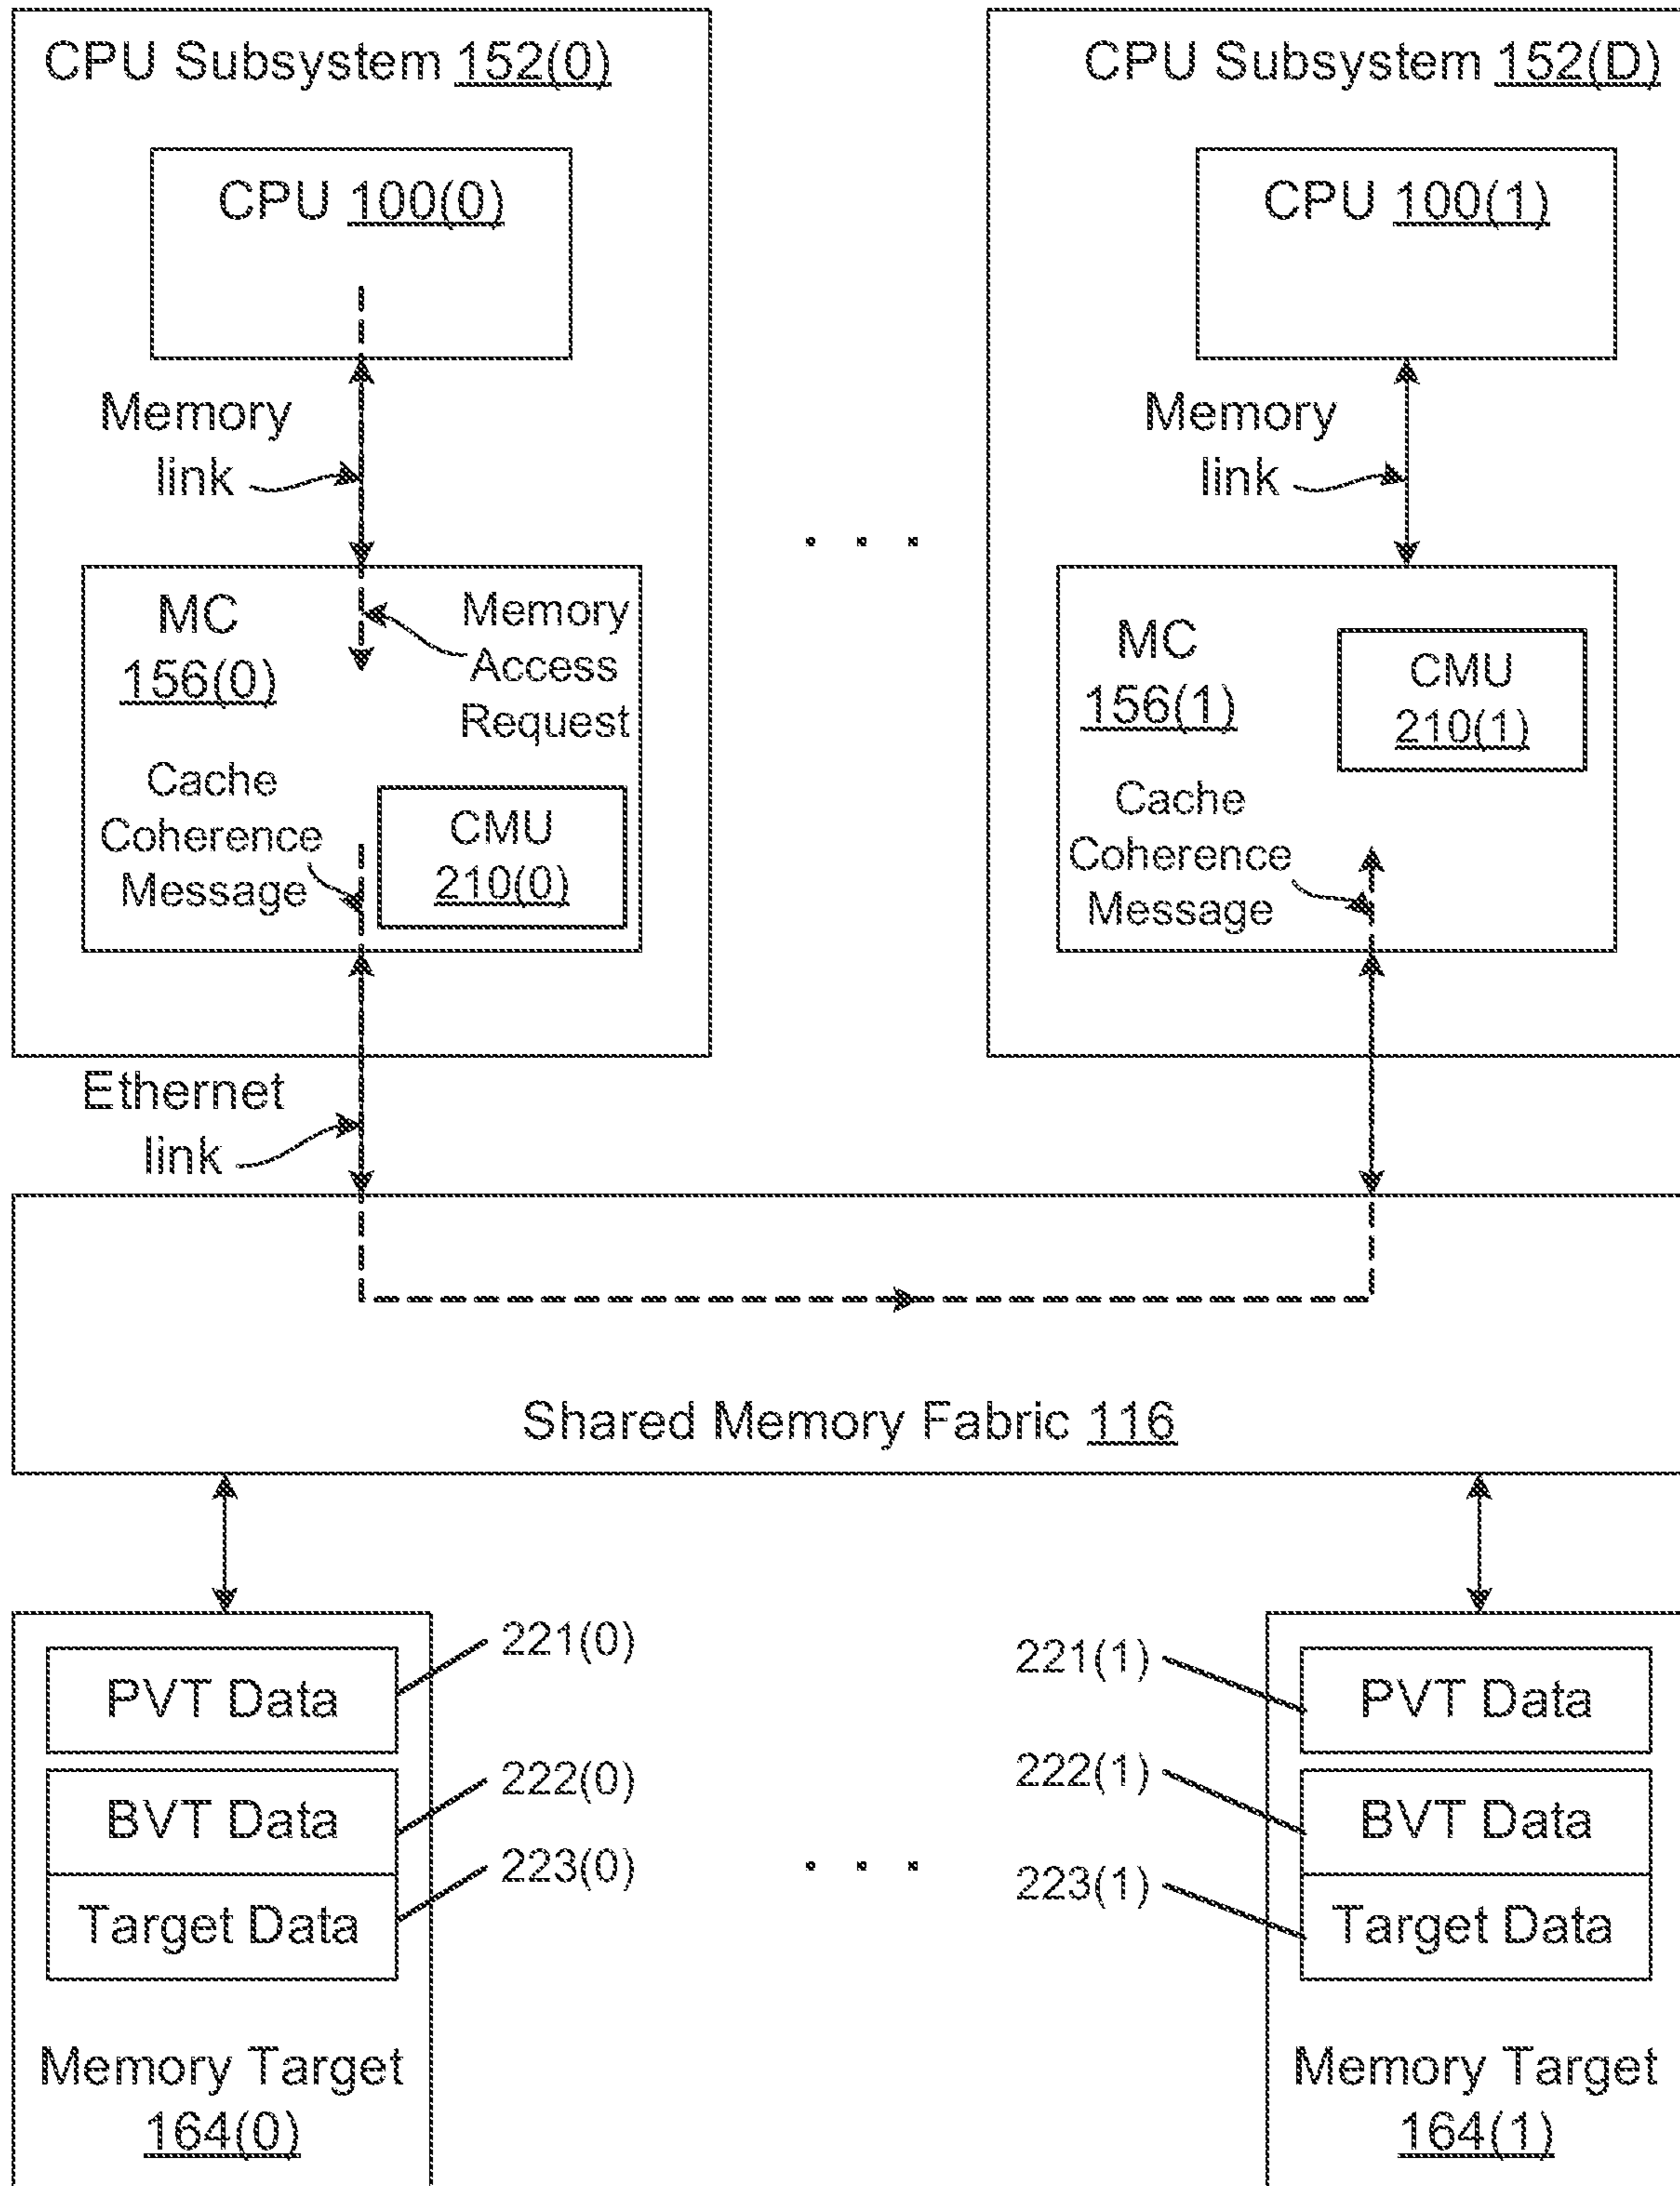 CPU Subsystem 152(0)
CPU 100(0)
Memory
link
MC
156(0)
Memory
Access
Request
Cache
Coherence
Message
CMU
210(0)
Ethernet
link
. . .
CPU Subsystem 152(D)
CPU 100(1)
Memory
link
MC
156(1)
CMU
210(1)
Cache
Coherence
Message
Shared Memory Fabric 116
PVT Data
221(0)
BVT Data
222(0)
Target Data
223(0)
Memory Target
164(0)
. . .
221(1)
PVT Data
222(1)
BVT Data
223(1)
Target Data
Memory Target
164(1)